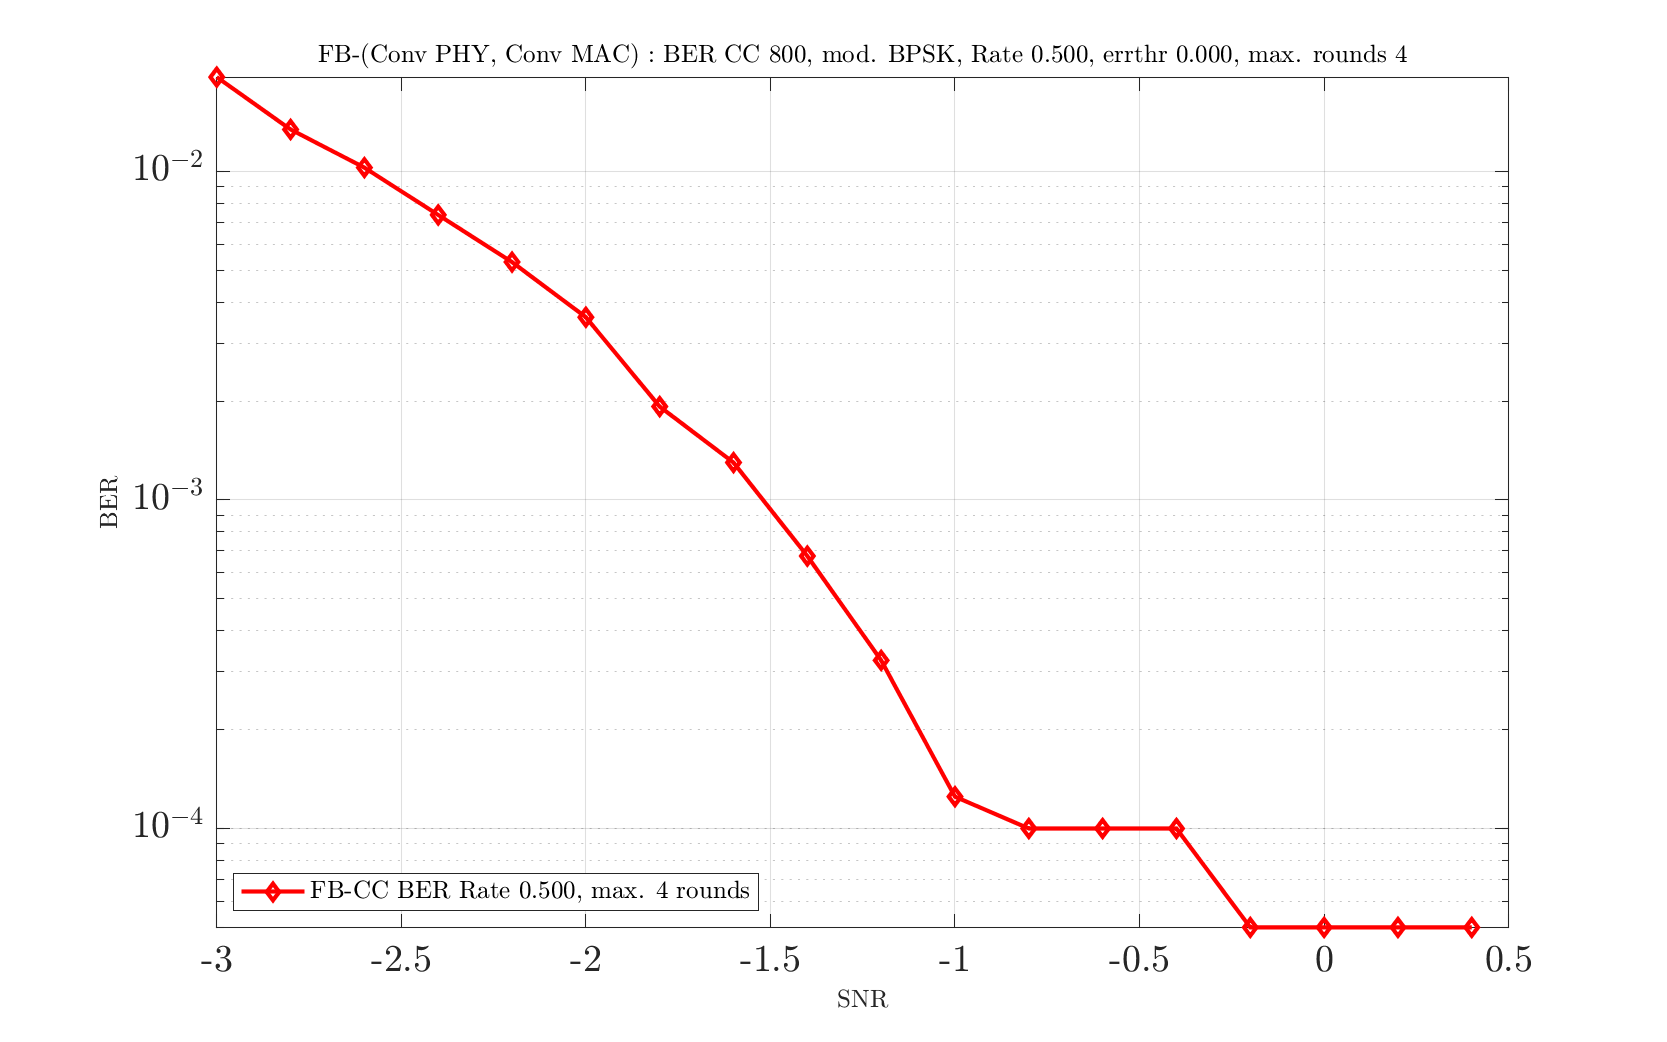 FB-(Conv PHY, Conv MAC) : BER CC 800, mod. BPSK, Rate 0.500, errthr 0.000, max. rounds 4
10^{-2}
10^{-3}
10^{-4}
BER
FB-CC BER Rate 0.500, max. 4 rounds
-3 -2.5 -2 -1.5 -1 -0.5 0 0.5
SNR